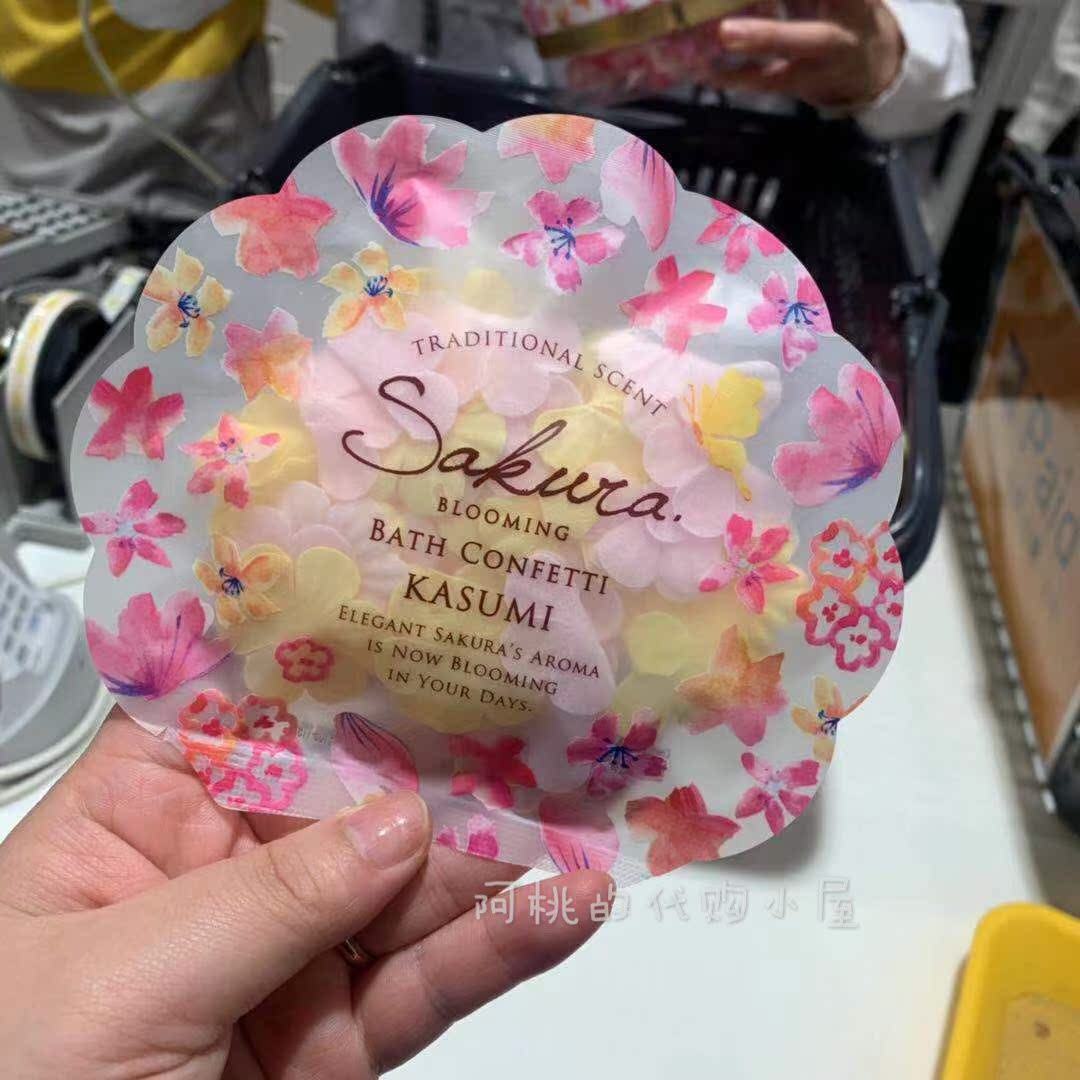 TRADITIONAL SCENT
Sakura.
BLOOMING
BATH CONFETTI
KASUMI
ELEGANT SAKURA'S AROMA
IS NOW BLOOMING
IN YOUR DAYS.
阿桃的代购小屋